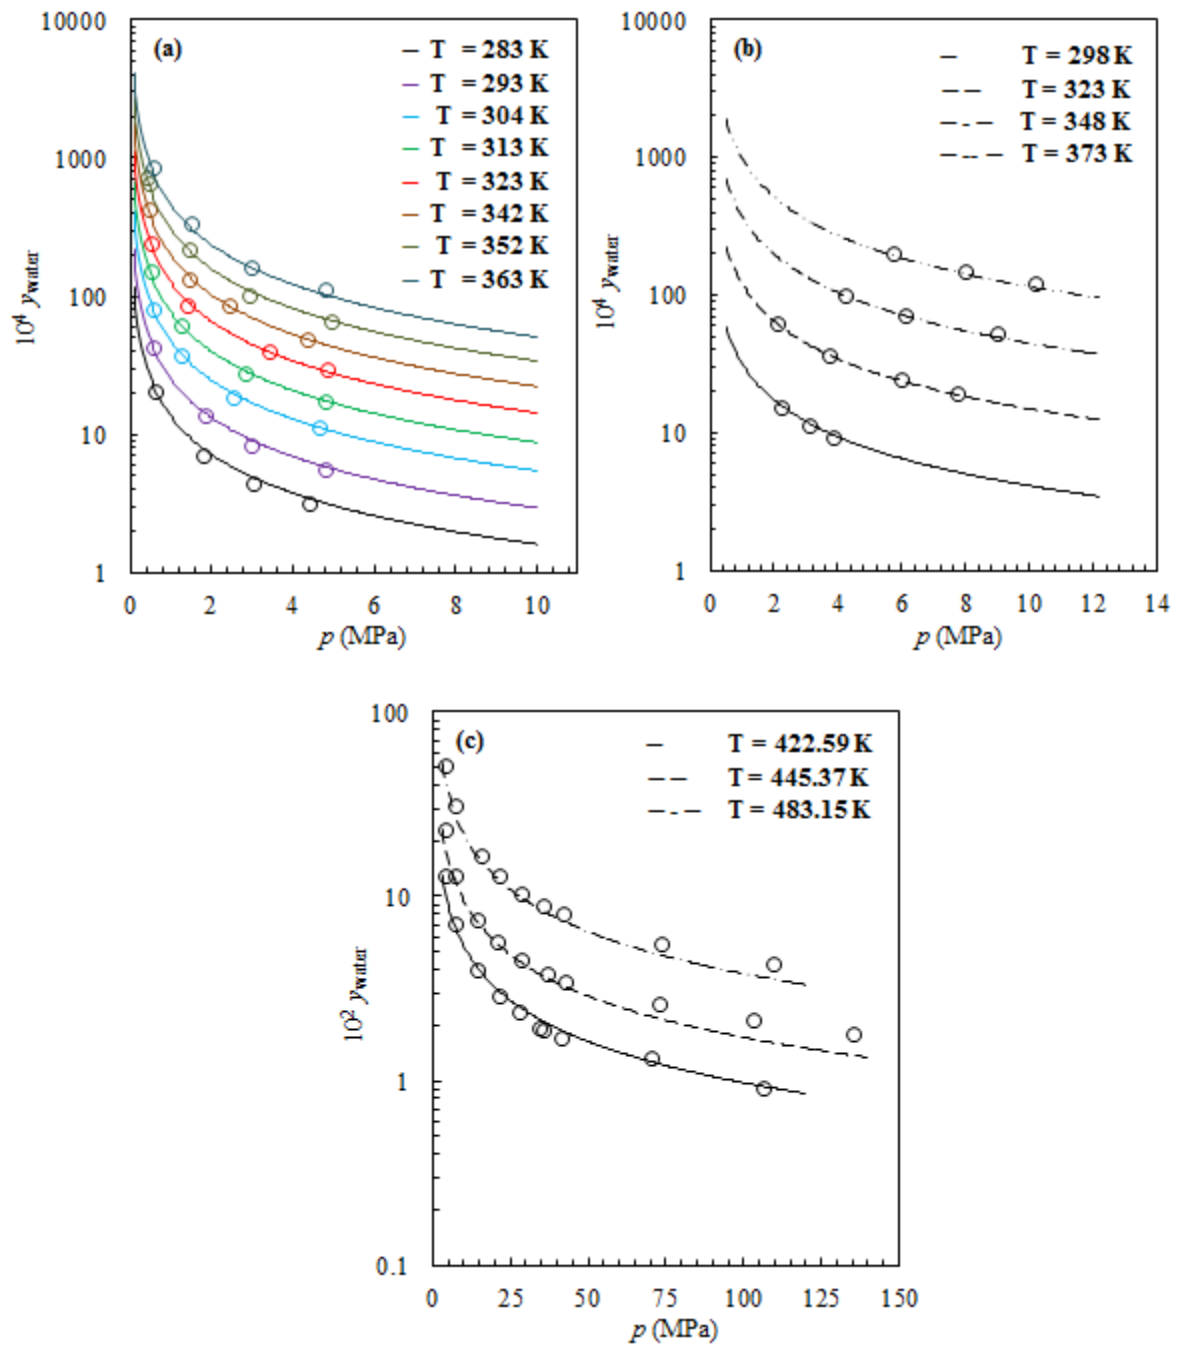 (a)
10000
1000
100
10
1
10⁴ ywater
T = 283 K
T = 293 K
T = 304 K
T = 313 K
T = 323 K
T = 342 K
T = 352 K
T = 363 K
0 2 4 6 8 10
p (MPa)
(b)
10000
1000
100
10
1
10⁴ ywater
T = 298 K
T = 323 K
T = 348 K
T = 373 K
0 2 4 6 8 10 12 14
p (MPa)
(c)
100
10
1
0.1
10² ywater
T = 422.59 K
T = 445.37 K
T = 483.15 K
0 25 50 75 100 125 150
p (MPa)